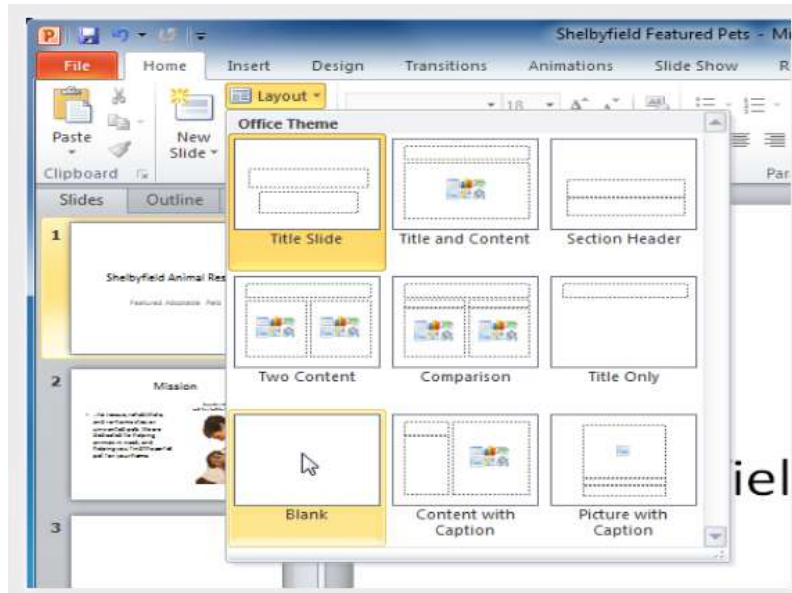 Shelbyfield Featured Pets - Mi
File Home Insert Design Transitions Animations Slide Show R
Layout
18
Paste
New
Slide
Clipboard
Par
Slides Outline
Office Theme
Title Slide Title and Content Section Header
Two Content Comparison Title Only
Blank Content with Caption Picture with Caption
1
Shelbyfield Animal Res
Featured Adoptable Pets
2
Mission
3
iel